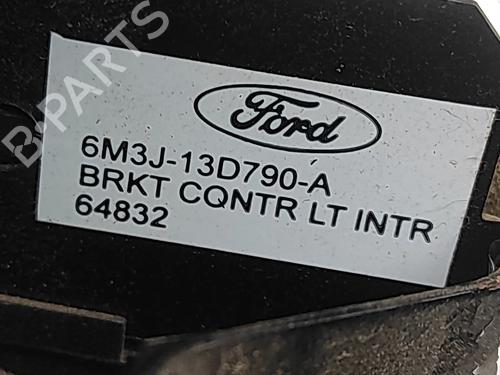 B-PARTS
Ford
6M3J-13D790-A
BRKT CQNTR LT INTR
64832